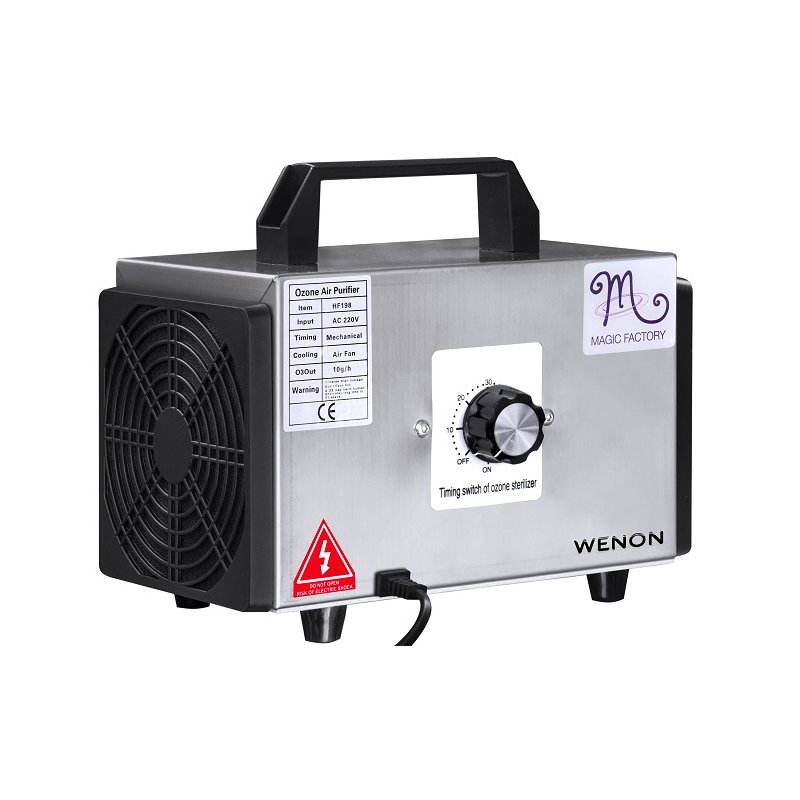 Ozone Air Purifier
Item HF198
Input AC 220V
Timing Mechanical
Cooling Air Fan
O3Out 10g/h
Warning
CE
m
MAGIC FACTORY
10
20
30
OFF
ON
Timing switch of ozone sterilizer
WENON
DO NOT OPEN
RISK OF ELECTRIC SHOCK